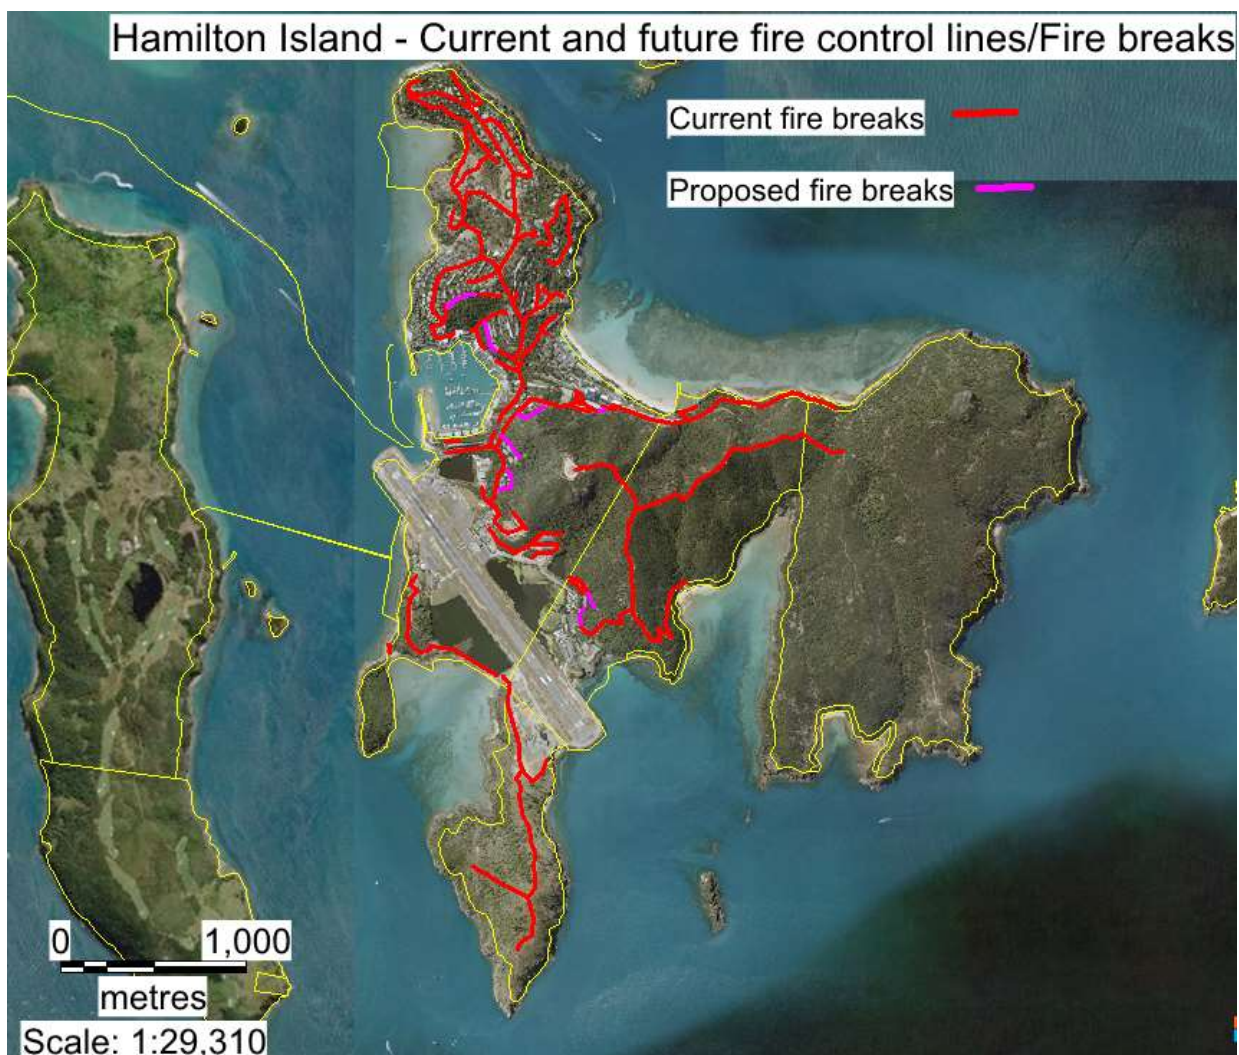 Hamilton Island - Current and future fire control lines/Fire breaks
Current fire breaks
Proposed fire breaks
0 1,000
metres
Scale: 1:29,310